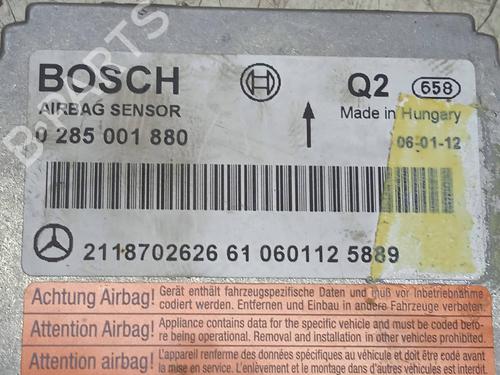 BOSCH
Q2 658
AIRBAG SENSOR
Made in Hungary
0 285 001 880
06-01-12
2118702626 61 060112 5889
Achtung Airbag! Gerät enthält fahrzeugspezifische Daten und muß vor Inbetriebnahme
codiert werden. Entfernen und Einbau in andere Fahrzeuge verboten.
Attention Airbag! Appliance contains data for the specific vehicle and must be coded befo-
re being operational. Removal and installation in other vehicles prohibited.
Attention airbag! L'appareil renferme des données spécifiques au véhicule et doit être codé avant
la mise en service. L'enlèvement et le montage dans d'autres véhicules sont interdit.